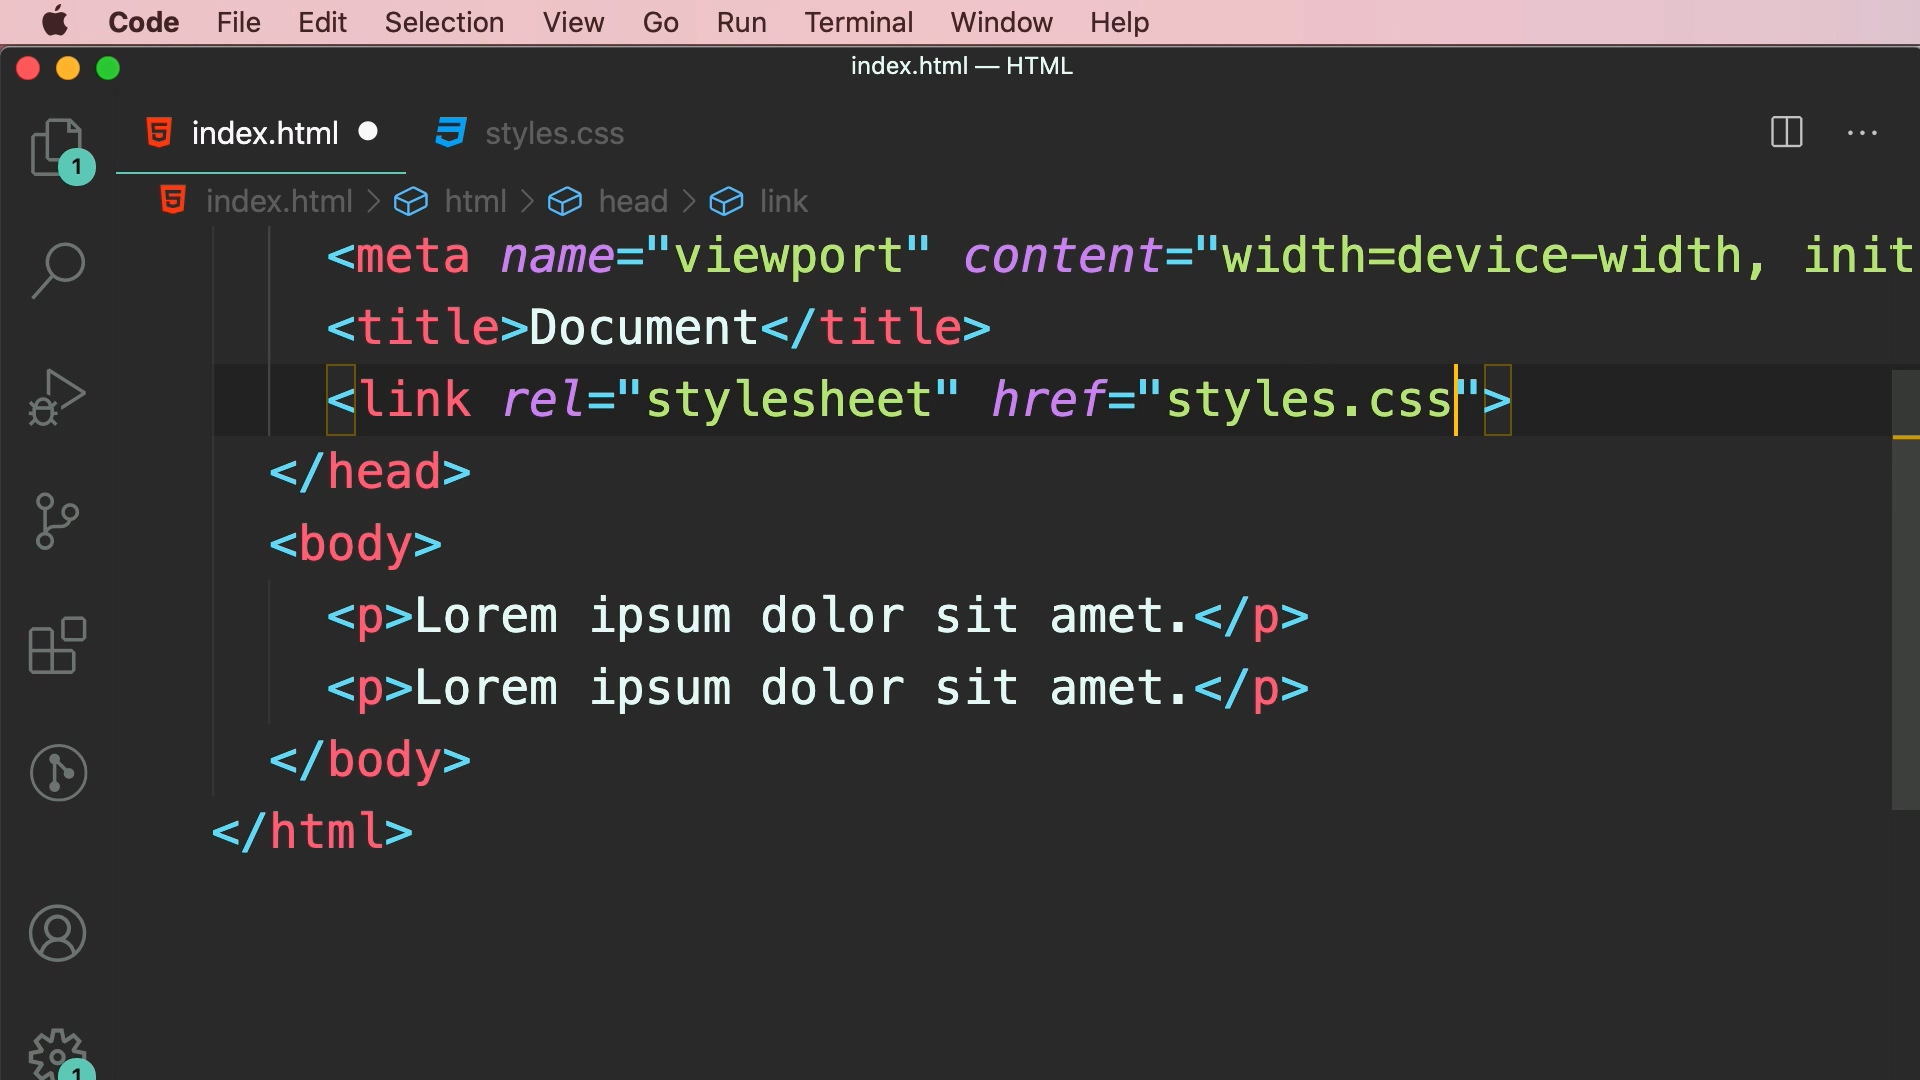 Code File Edit Selection View Go Run Terminal Window Help
index.html — HTML
index.html styles.css
1
index.html > html > head > link
<meta name="viewport" content="width=device-width, init
<title>Document</title>
<link rel="stylesheet" href="styles.css">
</head>
<body>
<p>Lorem ipsum dolor sit amet.</p>
<p>Lorem ipsum dolor sit amet.</p>
</body>
</html>
1